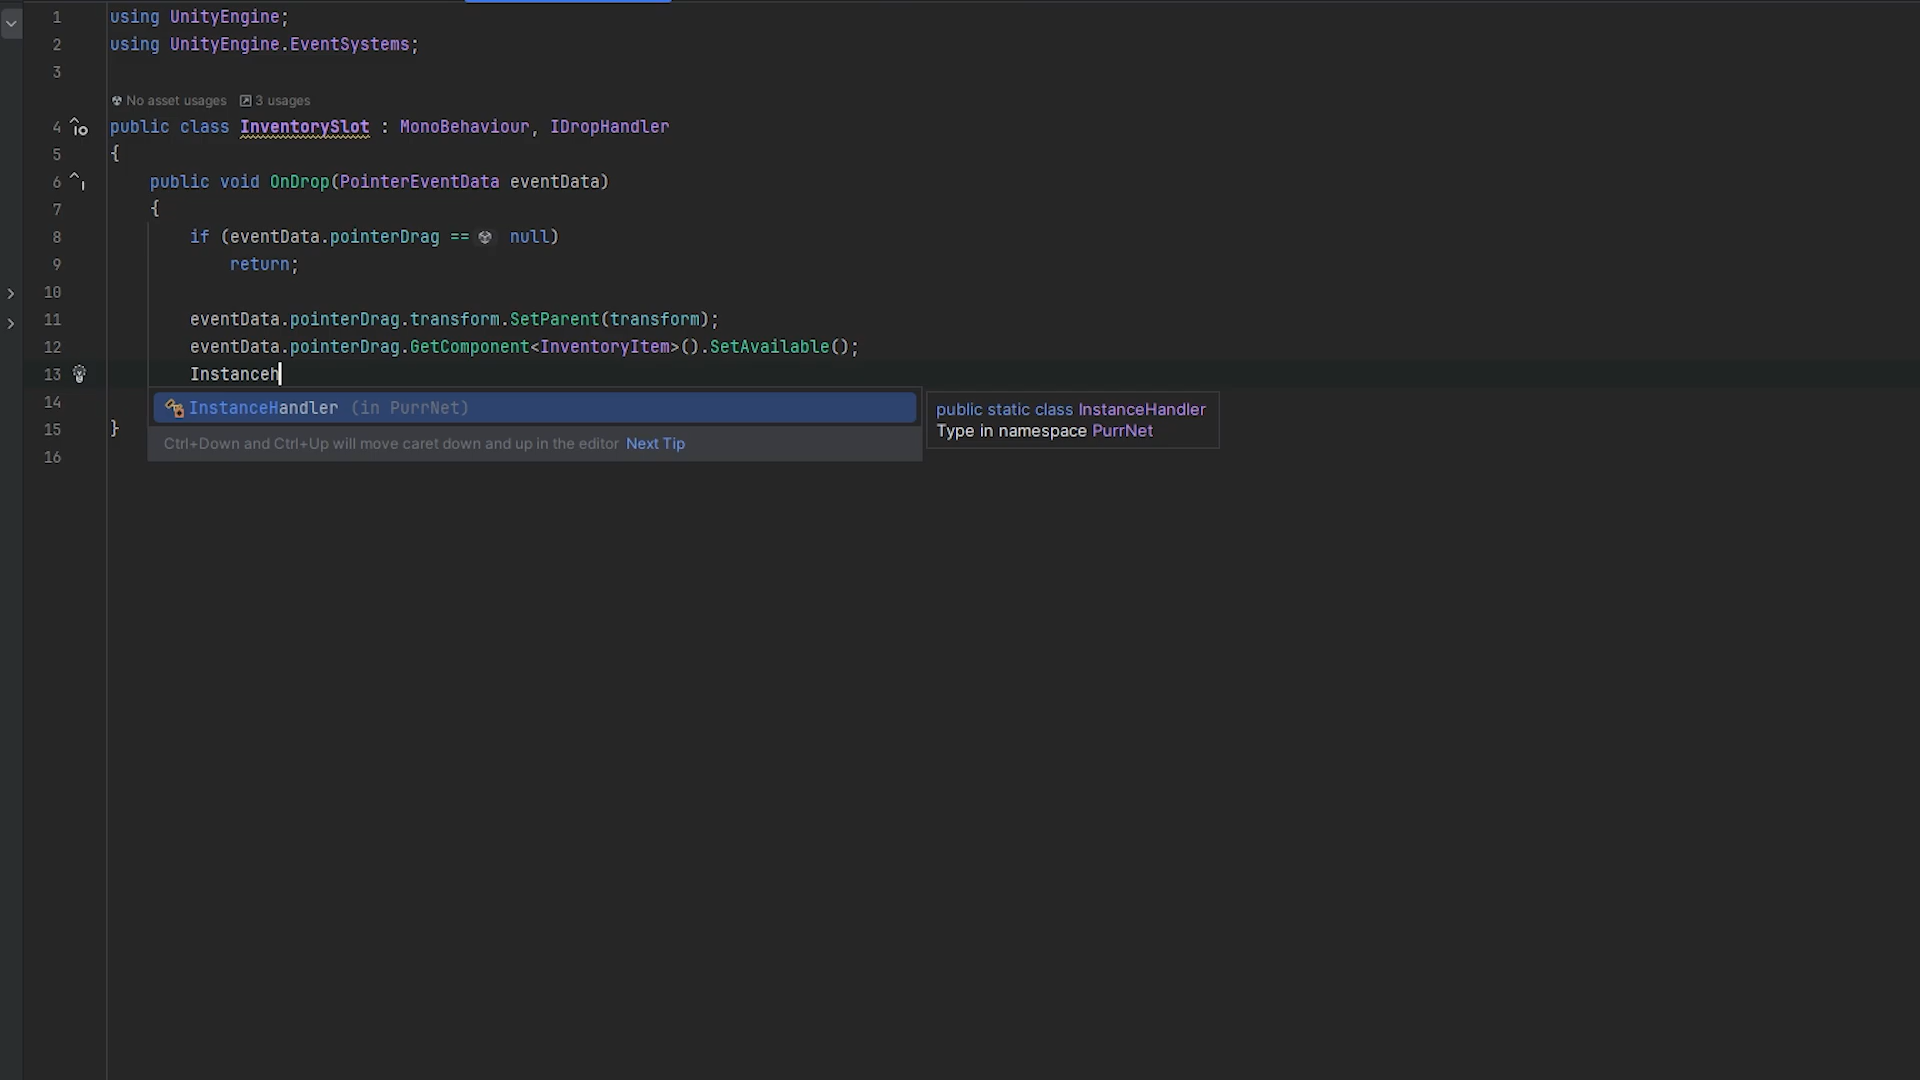 1 using UnityEngine;
2 using UnityEngine.EventSystems;
3
No asset usages 3 usages
4 public class InventorySlot : MonoBehaviour, IDropHandler
5 {
6 public void OnDrop(PointerEventData eventData)
7 {
8 if (eventData.pointerDrag == null)
9 return;
10
11 eventData.pointerDrag.transform.SetParent(transform);
12 eventData.pointerDrag.GetComponent<InventoryItem>().SetAvailable();
13 Instanceh
14 InstanceHandler (in PurrNet)
public static class InstanceHandler
Type in namespace PurrNet
15 }
Ctrl+Down and Ctrl+Up will move caret down and up in the editor Next Tip
16